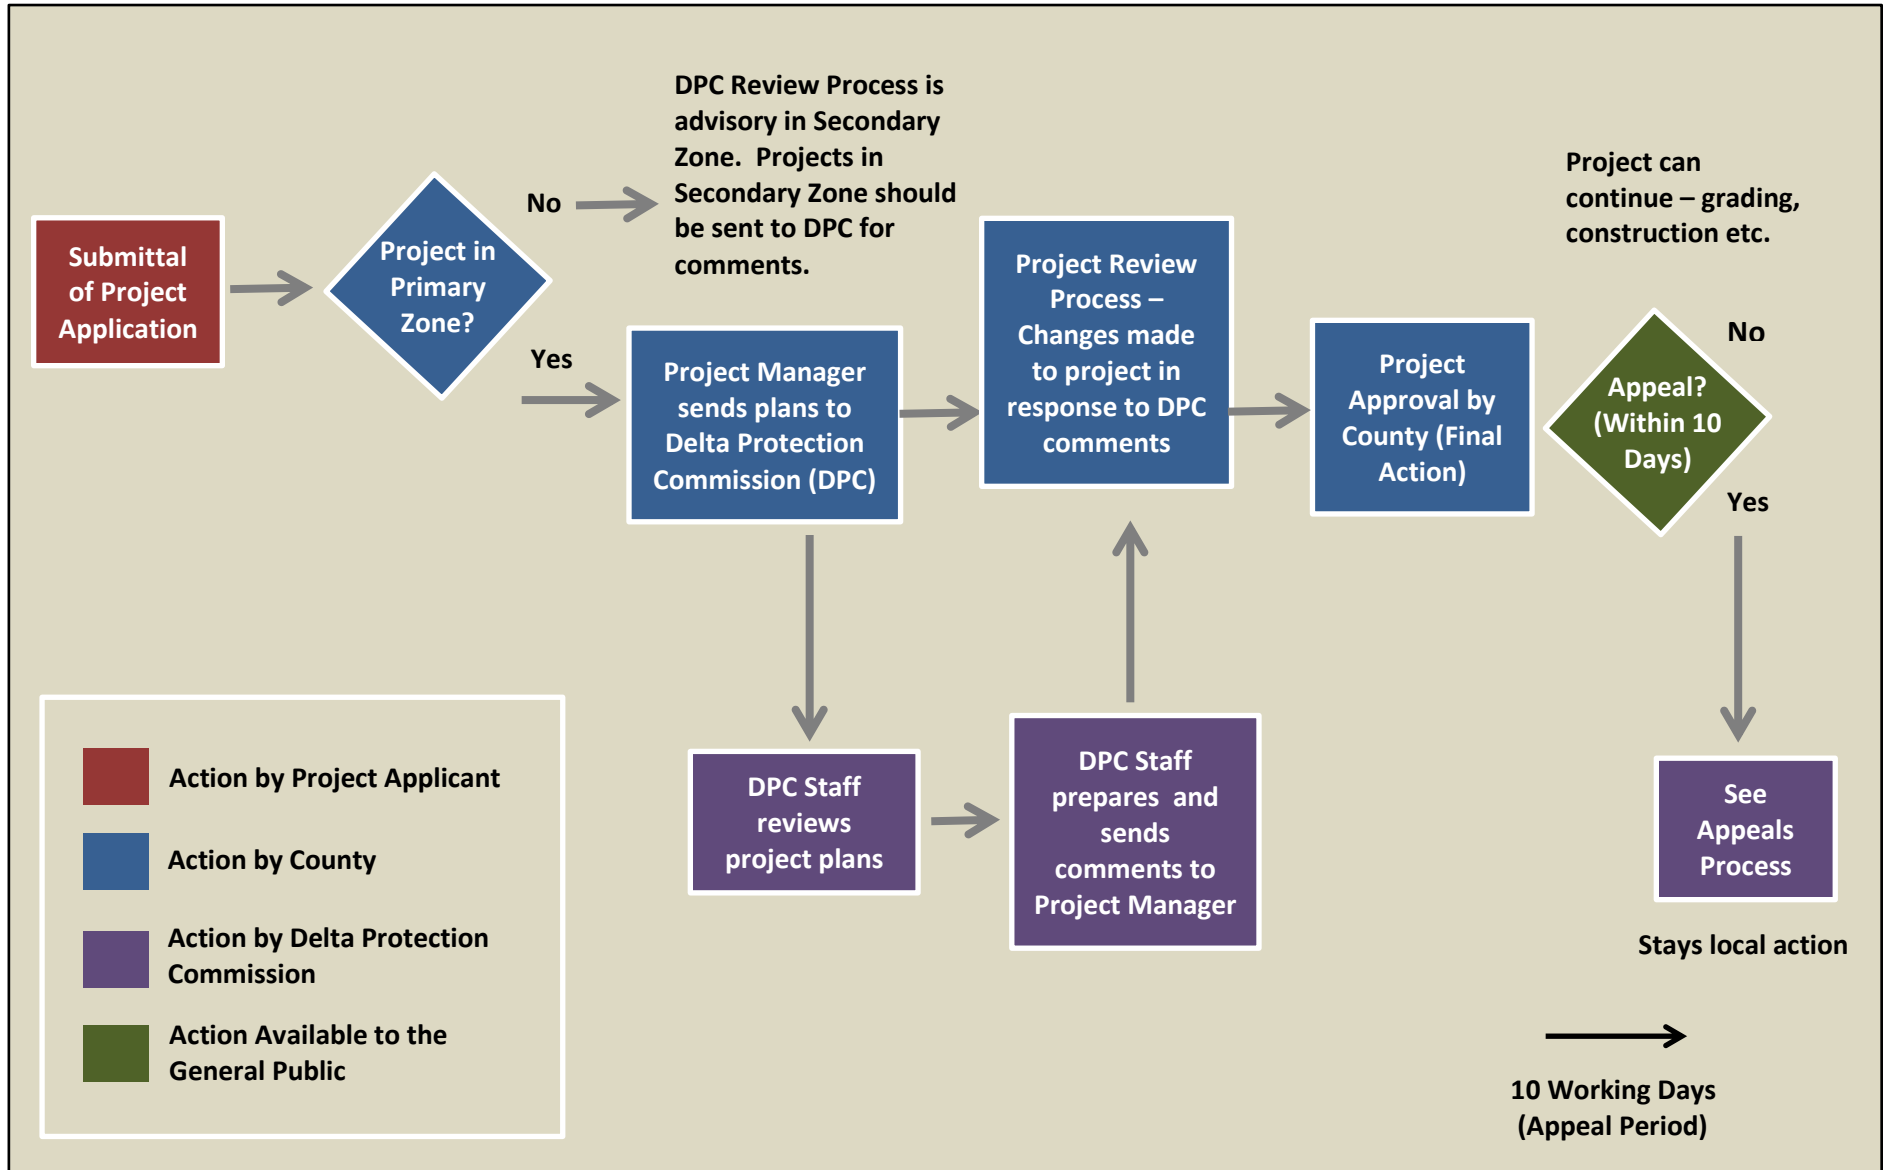 Submittal
of Project
Application
Project in
Primary
Zone?
No
DPC Review Process is
advisory in Secondary
Zone.  Projects in
Secondary Zone should
be sent to DPC for
comments.
Yes
Project Manager
sends plans to
Delta Protection
Commission (DPC)
Project Review
Process –
Changes made
to project in
response to DPC
comments
Project
Approval by
County (Final
Action)
Appeal?
(Within 10
Days)
No
Project can
continue – grading,
construction etc.
Yes
DPC Staff
reviews
project plans
DPC Staff
prepares  and
sends
comments to
Project Manager
See
Appeals
Process
Stays local action
10 Working Days
(Appeal Period)
Action by Project Applicant
Action by County
Action by Delta Protection
Commission
Action Available to the
General Public